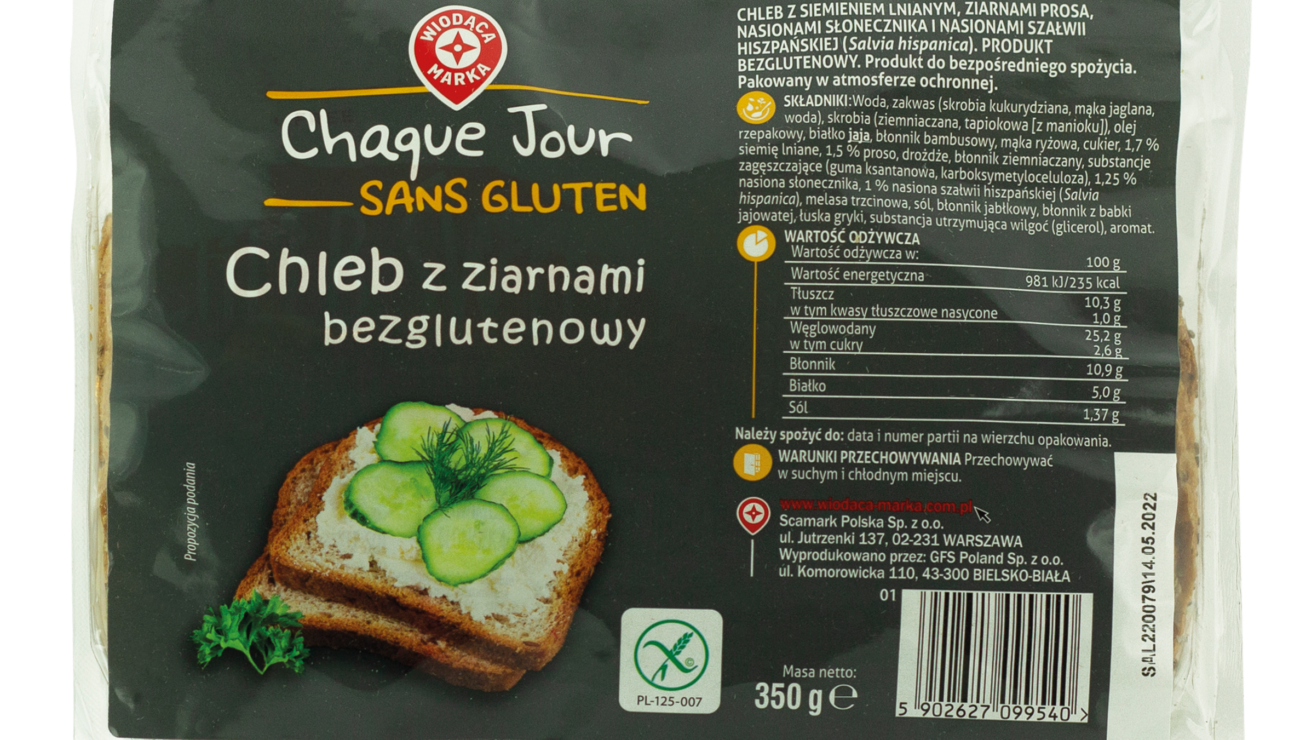 WIODĄCA
MARKA
Chaque Jour
SANS GLUTEN
Chleb z ziarnami
bezglutenowy
Propozycja podania
PL-125-007
Masa netto:
350 g e
CHLEB Z SIEMIENIEM LNIANYM, ZIARNAMI PROSA,
NASIONAMI SŁONECZNIKA I NASIONAMI SZAŁWII
HISZPAŃSKIEJ (Salvia hispanica). PRODUKT
BEZGLUTENOWY. Produkt do bezpośredniego spożycia.
Pakowany w atmosferze ochronnej.
SKŁADNIKI:Woda, zakwas (skrobia kukurydziana, mąka jaglana,
woda), skrobia (ziemniaczana, tapiokowa [z manioku]), olej
rzepakowy, białko jaja, błonnik bambusowy, mąka ryżowa, cukier, 1,7 %
siemię lniane, 1,5 % proso, drożdże, błonnik ziemniaczany, substancje
zagęszczające (guma ksantanowa, karboksymetyloceluloza), 1,25 %
nasiona słonecznika, 1 % nasiona szałwii hiszpańskiej (Salvia
hispanica), melasa trzcinowa, sól, błonnik jabłkowy, błonnik z babki
jajowatej, łuska gryki, substancja utrzymująca wilgoć (glicerol), aromat.
WARTOŚĆ ODŻYWCZA
Wartość odżywcza w: 100 g
Wartość energetyczna 981 kJ/235 kcal
Tłuszcz 10,3 g
w tym kwasy tłuszczowe nasycone 1,0 g
Węglowodany 25,2 g
w tym cukry 2,6 g
Błonnik 10,9 g
Białko 5,0 g
Sól 1,37 g
Należy spożyć do: data i numer partii na wierzchu opakowania.
WARUNKI PRZECHOWYWANIA Przechowywać
w suchym i chłodnym miejscu.
www.wiodaca-marka.com.pl
Scamark Polska Sp. z o.o.
ul. Jutrzenki 137, 02-231 WARSZAWA
Wyprodukowano przez: GFS Poland Sp. z o.o.
ul. Komorowicka 110, 43-300 BIELSKO-BIAŁA
01
5 902627 099540 >
SAL220079\14.05.2022